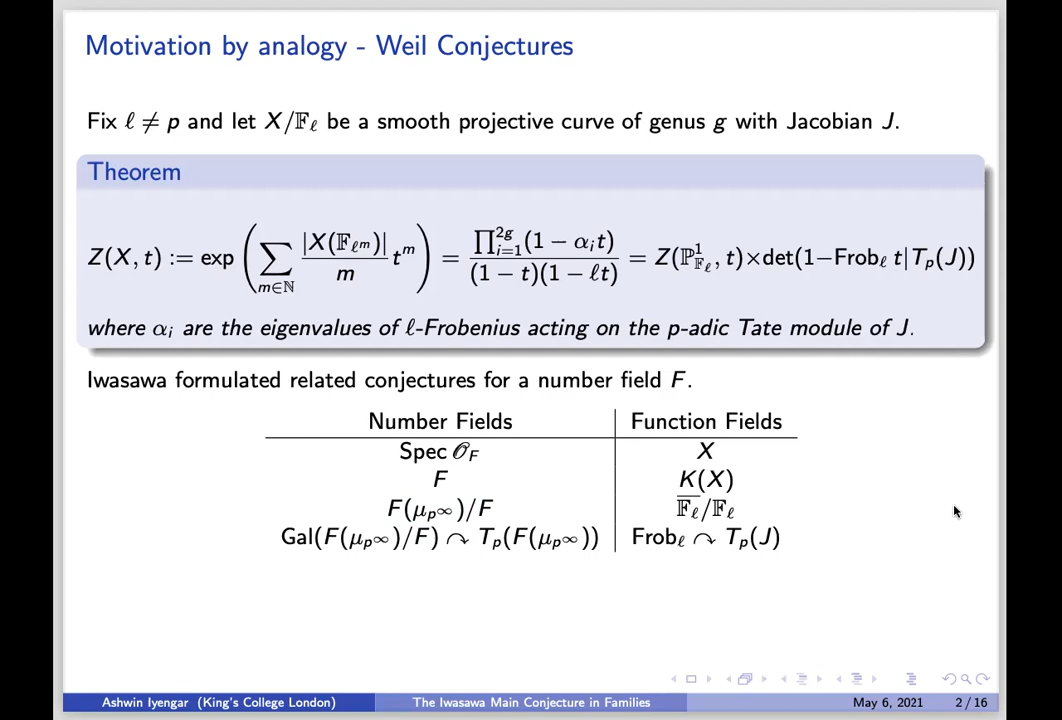 Motivation by analogy - Weil Conjectures
Fix ℓ ≠ p and let X/𝔽_ℓ be a smooth projective curve of genus g with Jacobian J.
Theorem
Z(X, t) := exp ( ∑_{m∈ℕ} |X(𝔽_{ℓ^m})| / m t^m ) = ∏_{i=1}^{2g} (1 − α_i t) / (1 − t)(1 − ℓt) = Z(ℙ^1_{𝔽_ℓ}, t)×det(1−Frob_ℓ t|T_p(J))
where α_i are the eigenvalues of ℓ-Frobenius acting on the p-adic Tate module of J.
Iwasawa formulated related conjectures for a number field F.
Number Fields | Function Fields
Spec 𝒪_F | X
F | K(X)
F(μ_{p^∞})/F | \overline{𝔽_ℓ}/𝔽_ℓ
Gal(F(μ_{p^∞})/F) ↷ T_p(F(μ_{p^∞})) | Frob_ℓ ↷ T_p(J)
Ashwin Iyengar (King's College London) The Iwasawa Main Conjecture in Families May 6, 2021 2 / 16